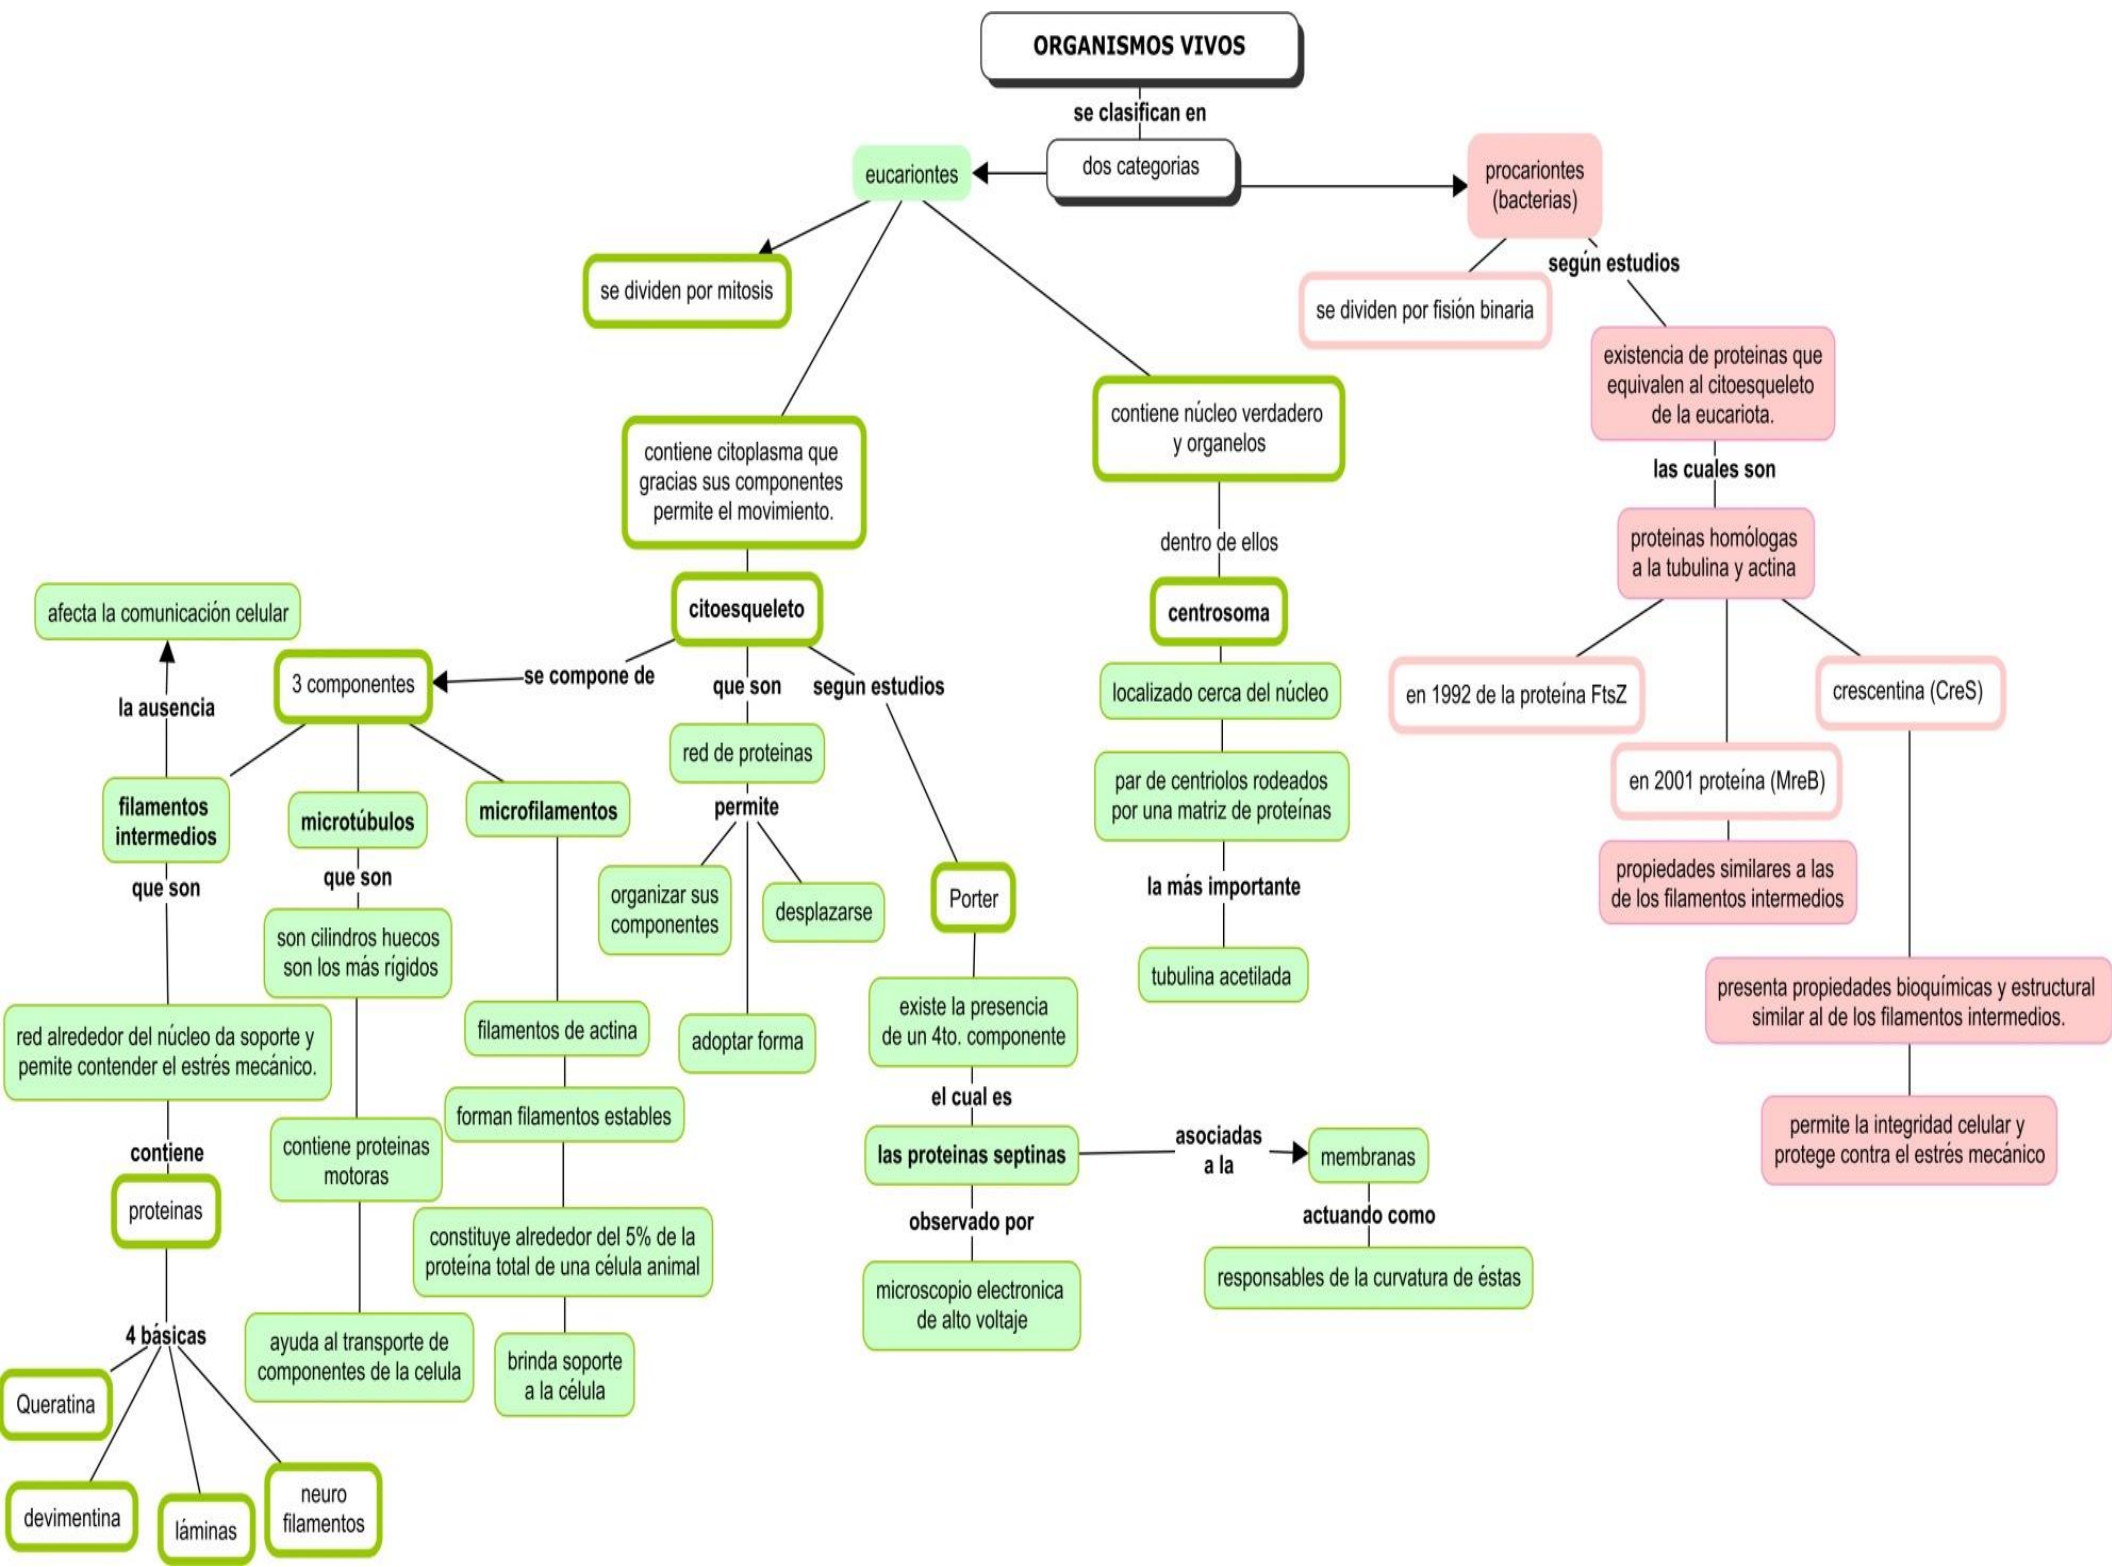 ORGANISMOS VIVOS
se clasifican en
dos categorias
eucariontes
procariontes
(bacterias)
se dividen por mitosis
se dividen por fisión binaria
según estudios
existencia de proteinas que
equivalen al citoesqueleto
de la eucariota.
contiene núcleo verdadero
y organelos
contiene citoplasma que
gracias sus componentes
permite el movimiento.
las cuales son
proteinas homólogas
a la tubulina y actina
dentro de ellos
citoesqueleto
centrosoma
afecta la comunicación celular
la ausencia
3 componentes
se compone de
que son
segun estudios
localizado cerca del núcleo
en 1992 de la proteína FtsZ
crescentina (CreS)
en 2001 proteína (MreB)
red de proteinas
par de centriolos rodeados
por una matriz de proteínas
filamentos
intermedios
microtúbulos
microfilamentos
permite
que son
que son
organizar sus
componentes
desplazarse
Porter
la más importante
propiedades similares a las
de los filamentos intermedios
son cilindros huecos
son los más rígidos
tubulina acetilada
presenta propiedades bioquímicas y estructural
similar al de los filamentos intermedios.
red alrededor del núcleo da soporte y
pemite contender el estrés mecánico.
filamentos de actina
adoptar forma
existe la presencia
de un 4to. componente
el cual es
forman filamentos estables
contiene
contiene proteinas
motoras
las proteinas septinas
asociadas
a la
membranas
permite la integridad celular y
protege contra el estrés mecánico
proteinas
observado por
actuando como
constituye alrededor del 5% de la
proteína total de una célula animal
microscopio electronica
de alto voltaje
responsables de la curvatura de éstas
4 básicas
ayuda al transporte de
componentes de la celula
brinda soporte
a la célula
Queratina
devimentina
láminas
neuro
filamentos